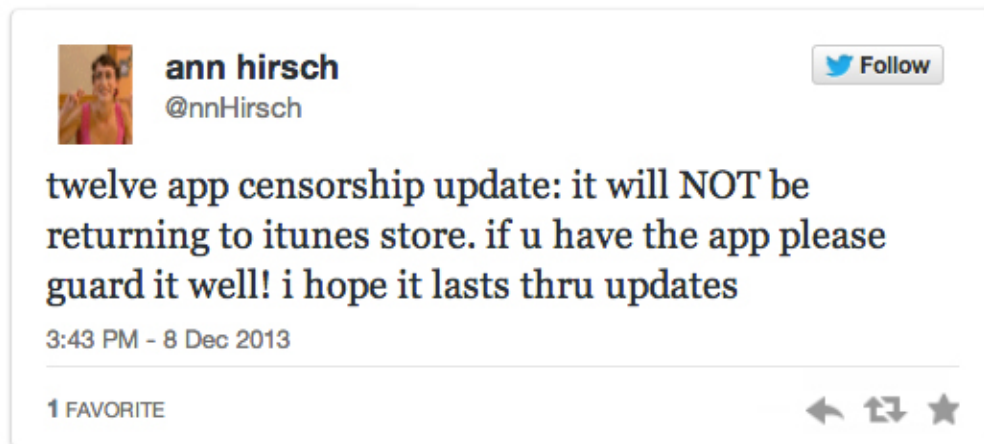 ann hirsch
Follow
@nnHirsch
twelve app censorship update: it will NOT be
returning to itunes store. if u have the app please
guard it well! i hope it lasts thru updates
3:43 PM - 8 Dec 2013
1 FAVORITE